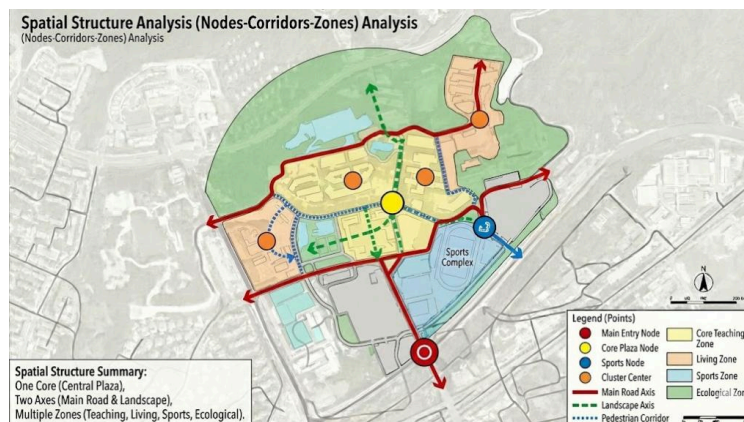 Spatial Structure Analysis (Nodes-Corridors-Zones) Analysis
(Nodes-Corridors-Zones) Analysis
Sports
Complex
N
Legend (Points)
Main Entry Node
Core Plaza Node
Sports Node
Cluster Center
Main Road Axis
Landscape Axis
Pedestrian Corridor
Core Teaching
Zone
Living Zone
Sports Zone
Ecological Zon
Spatial Structure Summary:
One Core (Central Plaza),
Two Axes (Main Road & Landscape),
Multiple Zones (Teaching, Living, Sports, Ecological).